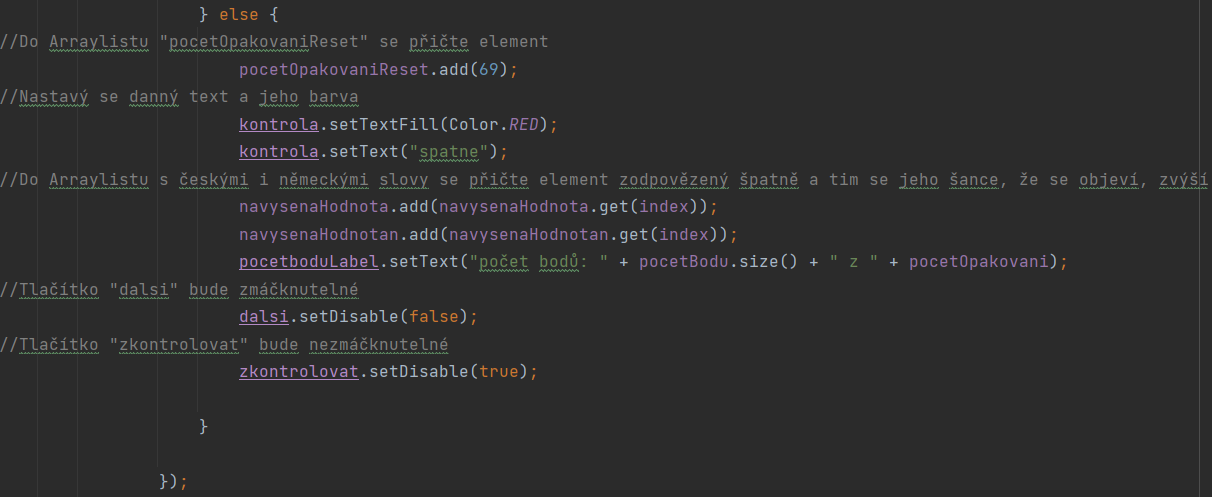 } else {
//Do Arraylistu "pocetOpakovaniReset" se přičte element
pocetOpakovaniReset.add(69);
//Nastavý se danný text a jeho barva
kontrola.setTextFill(Color.RED);
kontrola.setText("spatne");
//Do Arraylistu s českými i německými slovy se přičte element zodpovězený špatně a tim se jeho šance, že se objeví, zvýší
navysenaHodnota.add(navysenaHodnota.get(index));
navysenaHodnotan.add(navysenaHodnotan.get(index));
pocetboduLabel.setText("počet bodů: " + pocetBodu.size() + " z " + pocetOpakovani);
//Tlačítko "dalsi" bude zmáčknutelné
dalsi.setDisable(false);
//Tlačítko "zkontrolovat" bude nezmáčknutelné
zkontrolovat.setDisable(true);
}
});